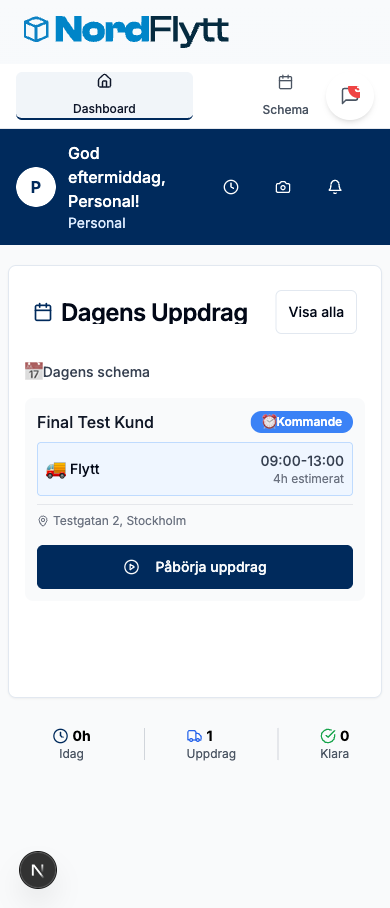 NordFlytt
Dashboard
Schema
P
God
eftermiddag,
Personal!
Personal
Dagens Uppdrag
Visa alla
17
Dagens schema
Final Test Kund
Kommande
Flytt
09:00-13:00
4h estimerat
Testgatan 2, Stockholm
Påbörja uppdrag
0h
Idag
1
Uppdrag
0
Klara
N